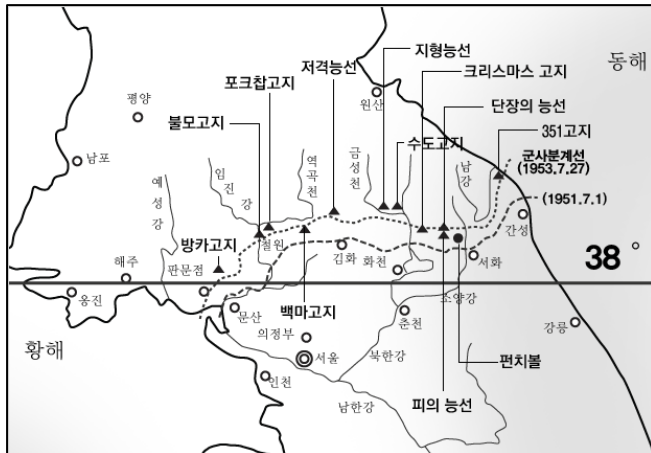 지형능선
동해
저격능선
크리스마스 고지
포크찹고지
원산
단장의 능선
평양
불모고지
수도고지
351고지
남포
예성강
임진강
역곡천
금성천
남강
군사분계선
(1953.7.27)
(1951.7.1)
방카고지
철원
간성
해주
판문점
김화
화천
서화
38°
옹진
문산
백마고지
소양강
춘천
강릉
황해
의정부
서울
북한강
펀치볼
인천
남한강
피의 능선